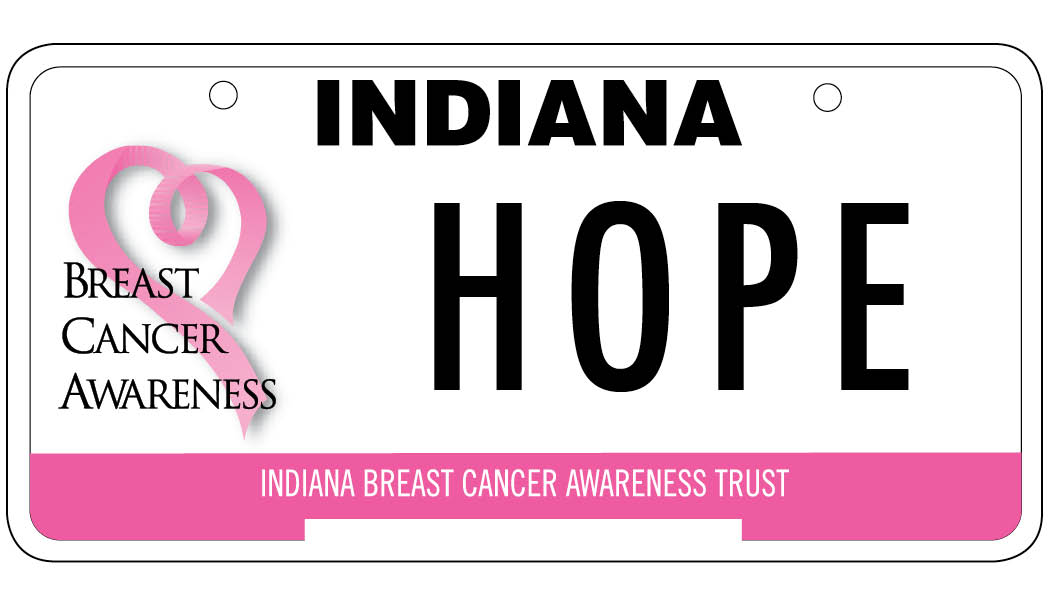 INDIANA
HOPE
BREAST
CANCER
AWARENESS
INDIANA BREAST CANCER AWARENESS TRUST